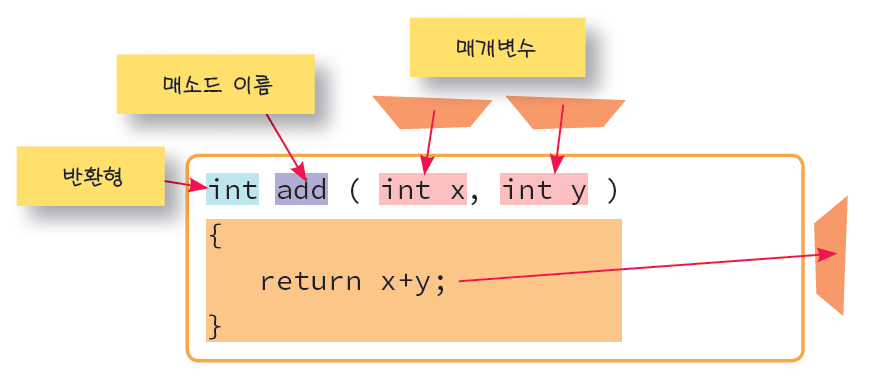 매개변수
매소드 이름
반환형
int add ( int x, int y )
{
return x+y;
}